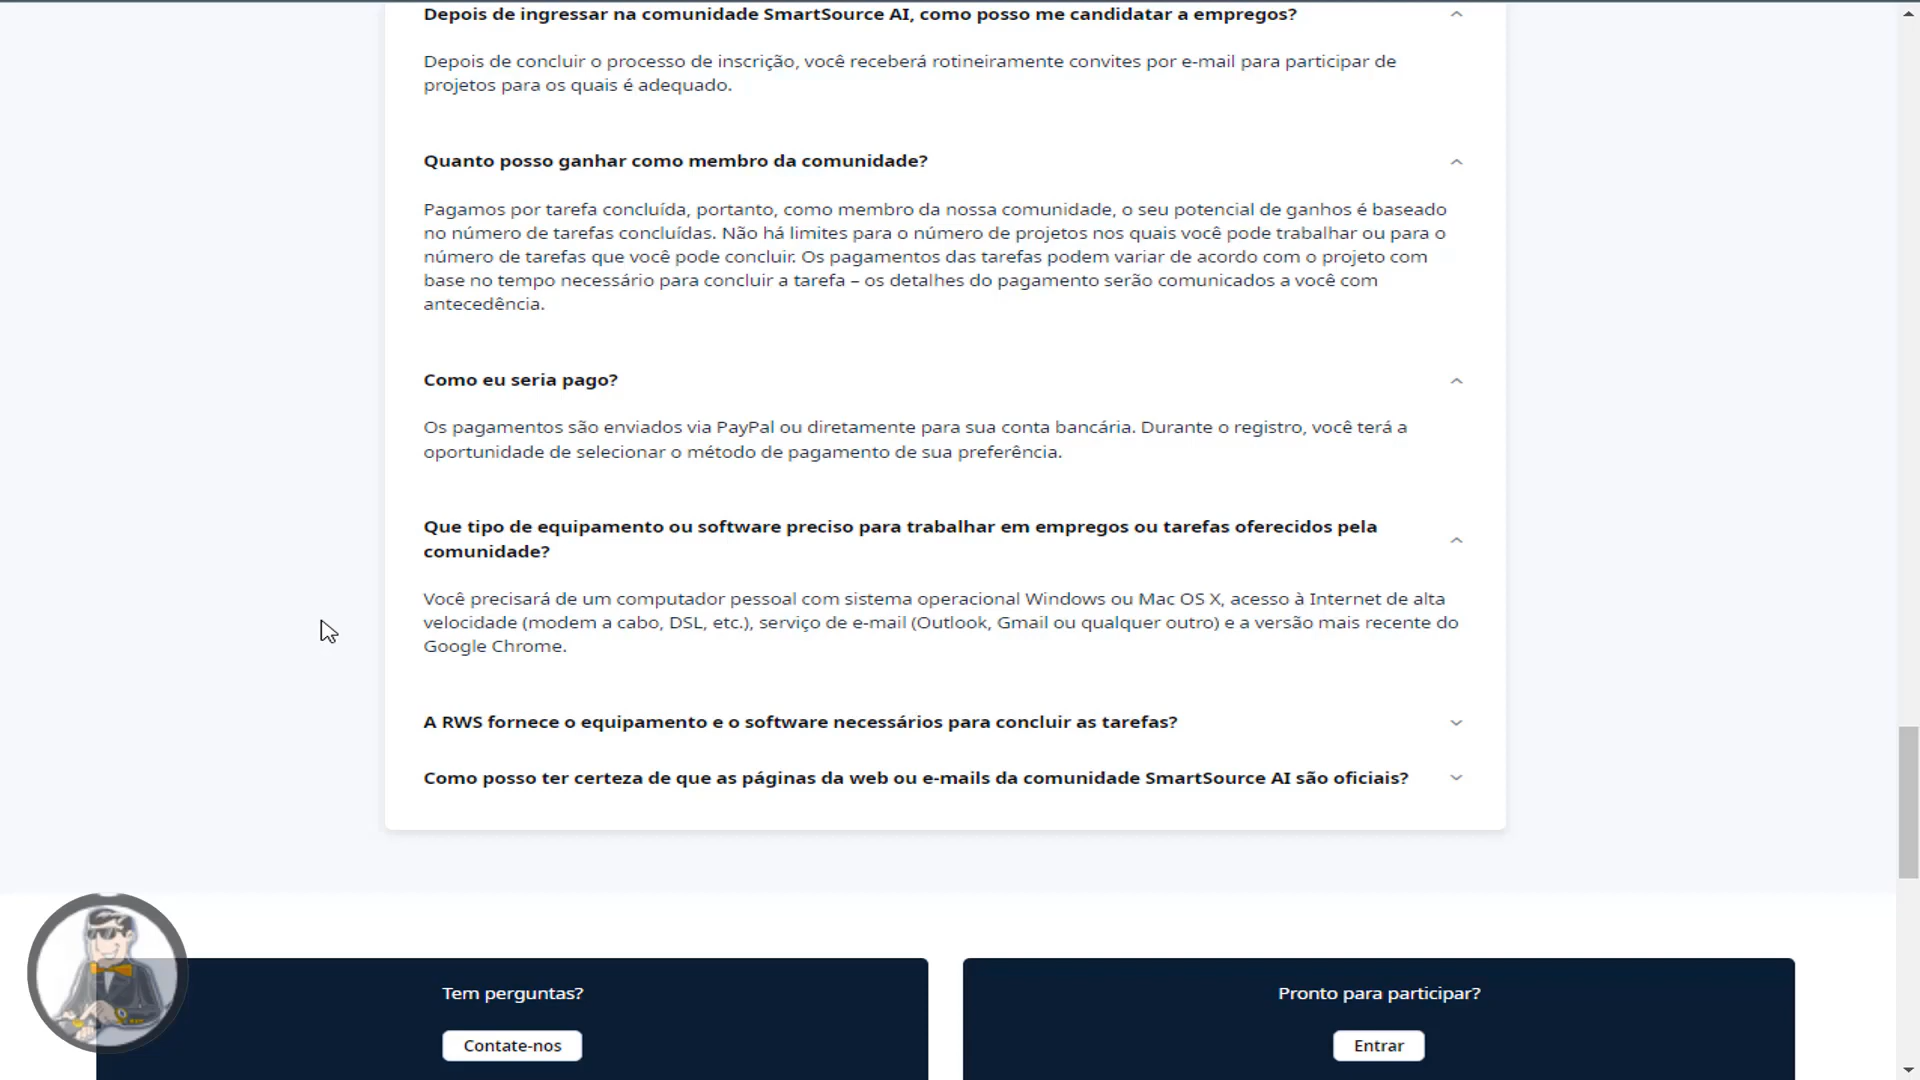 Depois de ingressar na comunidade SmartSource AI, como posso me candidatar a empregos?
Depois de concluir o processo de inscrição, você receberá rotineiramente convites por e-mail para participar de
projetos para os quais é adequado.
Quanto posso ganhar como membro da comunidade?
Pagamos por tarefa concluída, portanto, como membro da nossa comunidade, o seu potencial de ganhos é baseado
no número de tarefas concluídas. Não há limites para o número de projetos nos quais você pode trabalhar ou para o
número de tarefas que você pode concluir. Os pagamentos das tarefas podem variar de acordo com o projeto com
base no tempo necessário para concluir a tarefa – os detalhes do pagamento serão comunicados a você com
antecedência.
Como eu seria pago?
Os pagamentos são enviados via PayPal ou diretamente para sua conta bancária. Durante o registro, você terá a
oportunidade de selecionar o método de pagamento de sua preferência.
Que tipo de equipamento ou software preciso para trabalhar em empregos ou tarefas oferecidos pela
comunidade?
Você precisará de um computador pessoal com sistema operacional Windows ou Mac OS X, acesso à Internet de alta
velocidade (modem a cabo, DSL, etc.), serviço de e-mail (Outlook, Gmail ou qualquer outro) e a versão mais recente do
Google Chrome.
A RWS fornece o equipamento e o software necessários para concluir as tarefas?
Como posso ter certeza de que as páginas da web ou e-mails da comunidade SmartSource AI são oficiais?
Tem perguntas?
Contate-nos
Pronto para participar?
Entrar